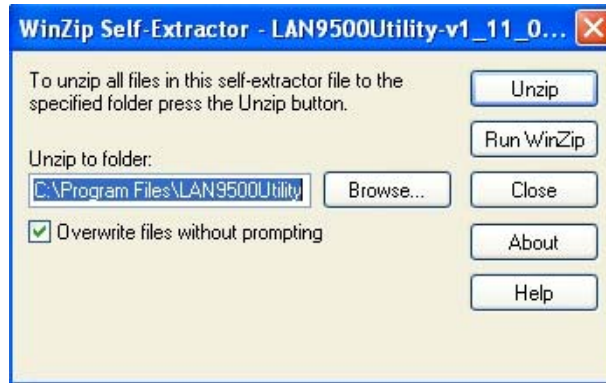 WinZip Self-Extractor - LAN9500Utility-v1_11_0...
To unzip all files in this self-extractor file to the
specified folder press the Unzip button.
Unzip to folder:
C:\Program Files\LAN9500Utility
Browse...
Overwrite files without prompting
Unzip
Run WinZip
Close
About
Help